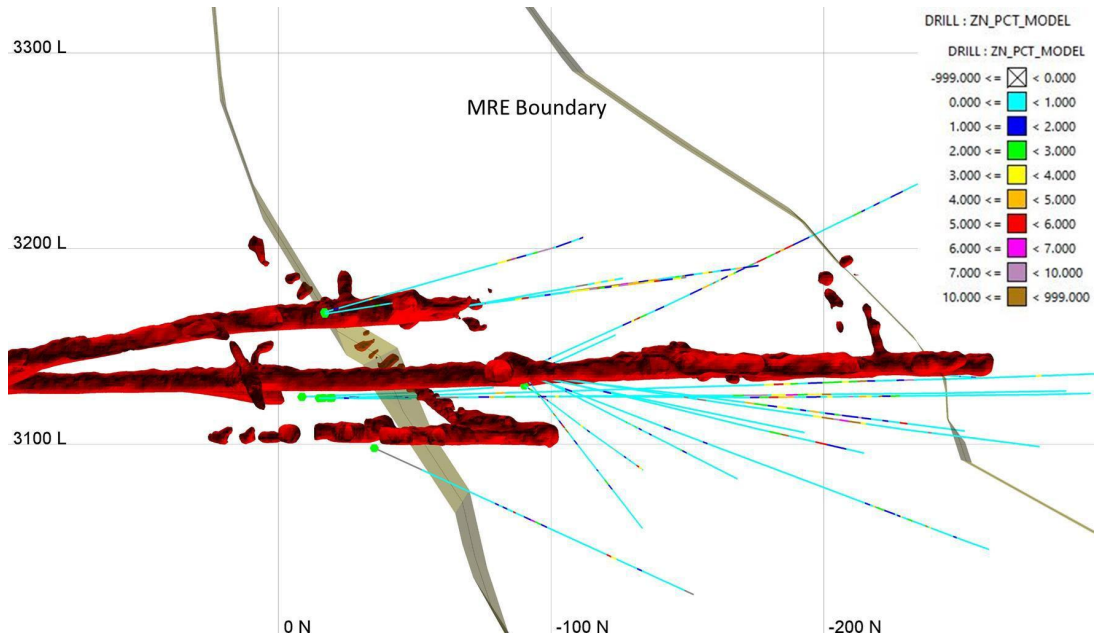 DRILL : ZN_PCT_MODEL
DRILL : ZN_PCT_MODEL
-999.000 <= < 0.000
0.000 <= < 1.000
1.000 <= < 2.000
2.000 <= < 3.000
3.000 <= < 4.000
4.000 <= < 5.000
5.000 <= < 6.000
6.000 <= < 7.000
7.000 <= < 10.000
10.000 <= < 999.000
3300 L
MRE Boundary
3200 L
3100 L
0 N
-100 N
-200 N